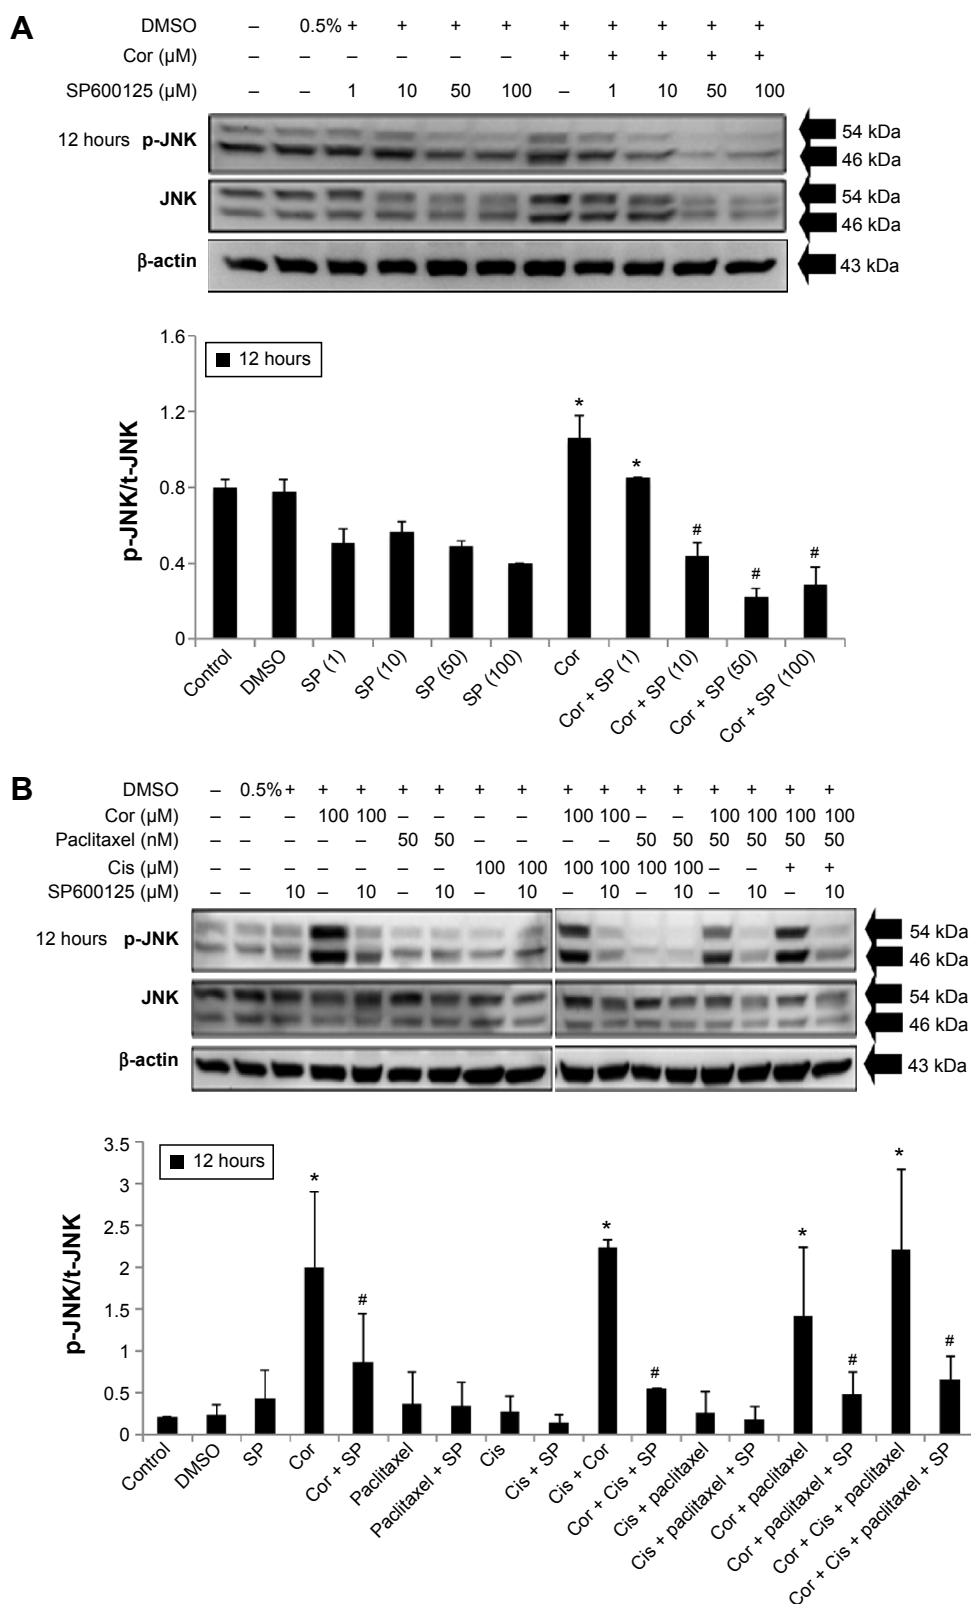 A
DMSO – 0.5% + + + + + + + + +
Cor (µM) – – – – – – + + + + +
SP600125 (µM) – – 1 10 50 100 – 1 10 50 100
12 hours p-JNK 54 kDa
46 kDa
JNK 54 kDa
46 kDa
β-actin 43 kDa
1.6
12 hours
1.2
0.8
0.4
0
p-JNK/t-JNK
* * # # #
Control DMSO SP (1) SP (10) SP (50) SP (100) Cor Cor + SP (1) Cor + SP (10) Cor + SP (50) Cor + SP (100)
B
DMSO – 0.5% + + + + + + + + + + + + + + +
Cor (µM) – – – 100 100 – – – – 100 100 – – 100 100 100 100
Paclitaxel (nM) – – – – – 50 50 – – – – 50 50 50 50 50 50
Cis (µM) – – – – – – – 100 100 100 100 100 100 – – + +
SP600125 (µM) – – 10 – 10 – 10 – 10 – 10 – 10 – 10 – 10
12 hours p-JNK 54 kDa
46 kDa
JNK 54 kDa
46 kDa
β-actin 43 kDa
3.5
12 hours
3
2.5
2
1.5
1
0.5
0
p-JNK/t-JNK
* # * # * # * #
Control DMSO SP Cor Cor + SP Paclitaxel Paclitaxel + SP Cis Cis + SP Cis + Cor Cor + Cis + SP Cis + paclitaxel Cis + paclitaxel + SP Cor + paclitaxel Cor + paclitaxel + SP Cor + Cis + paclitaxel Cor + Cis + paclitaxel + SP